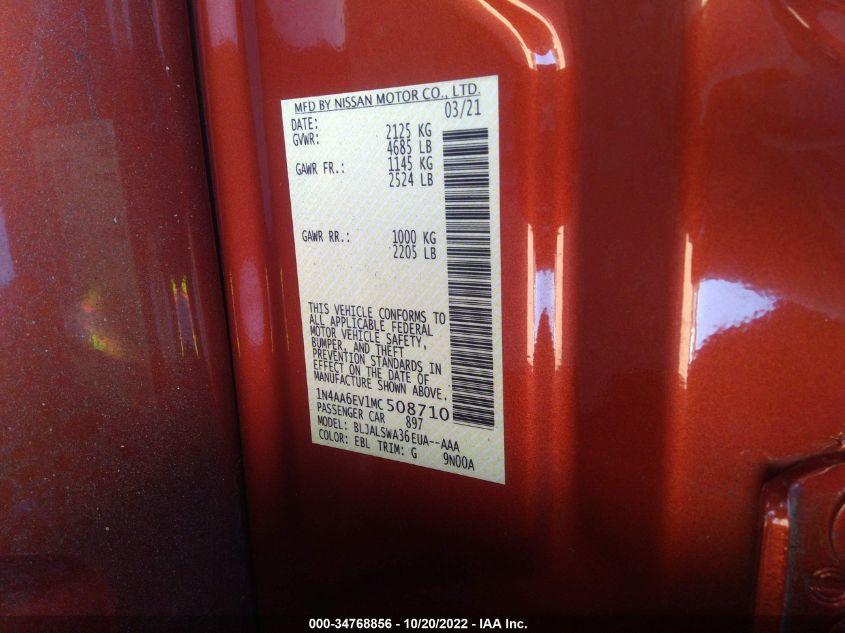 MFD BY NISSAN MOTOR CO., LTD.
DATE: 03/21
GVWR: 2125 KG
4685 LB
GAWR FR.: 1145 KG
2524 LB
GAWR RR.: 1000 KG
2205 LB
THIS VEHICLE CONFORMS TO
ALL APPLICABLE FEDERAL
MOTOR VEHICLE SAFETY,
BUMPER, AND THEFT
PREVENTION STANDARDS IN
EFFECT ON THE DATE OF
MANUFACTURE SHOWN ABOVE.
1N4AA6EV1MC508710
PASSENGER CAR 897
MODEL: BLJALSWA36EUA--AAA
COLOR: EBL TRIM: G 9N00A
000-34768856 - 10/20/2022 - IAA Inc.